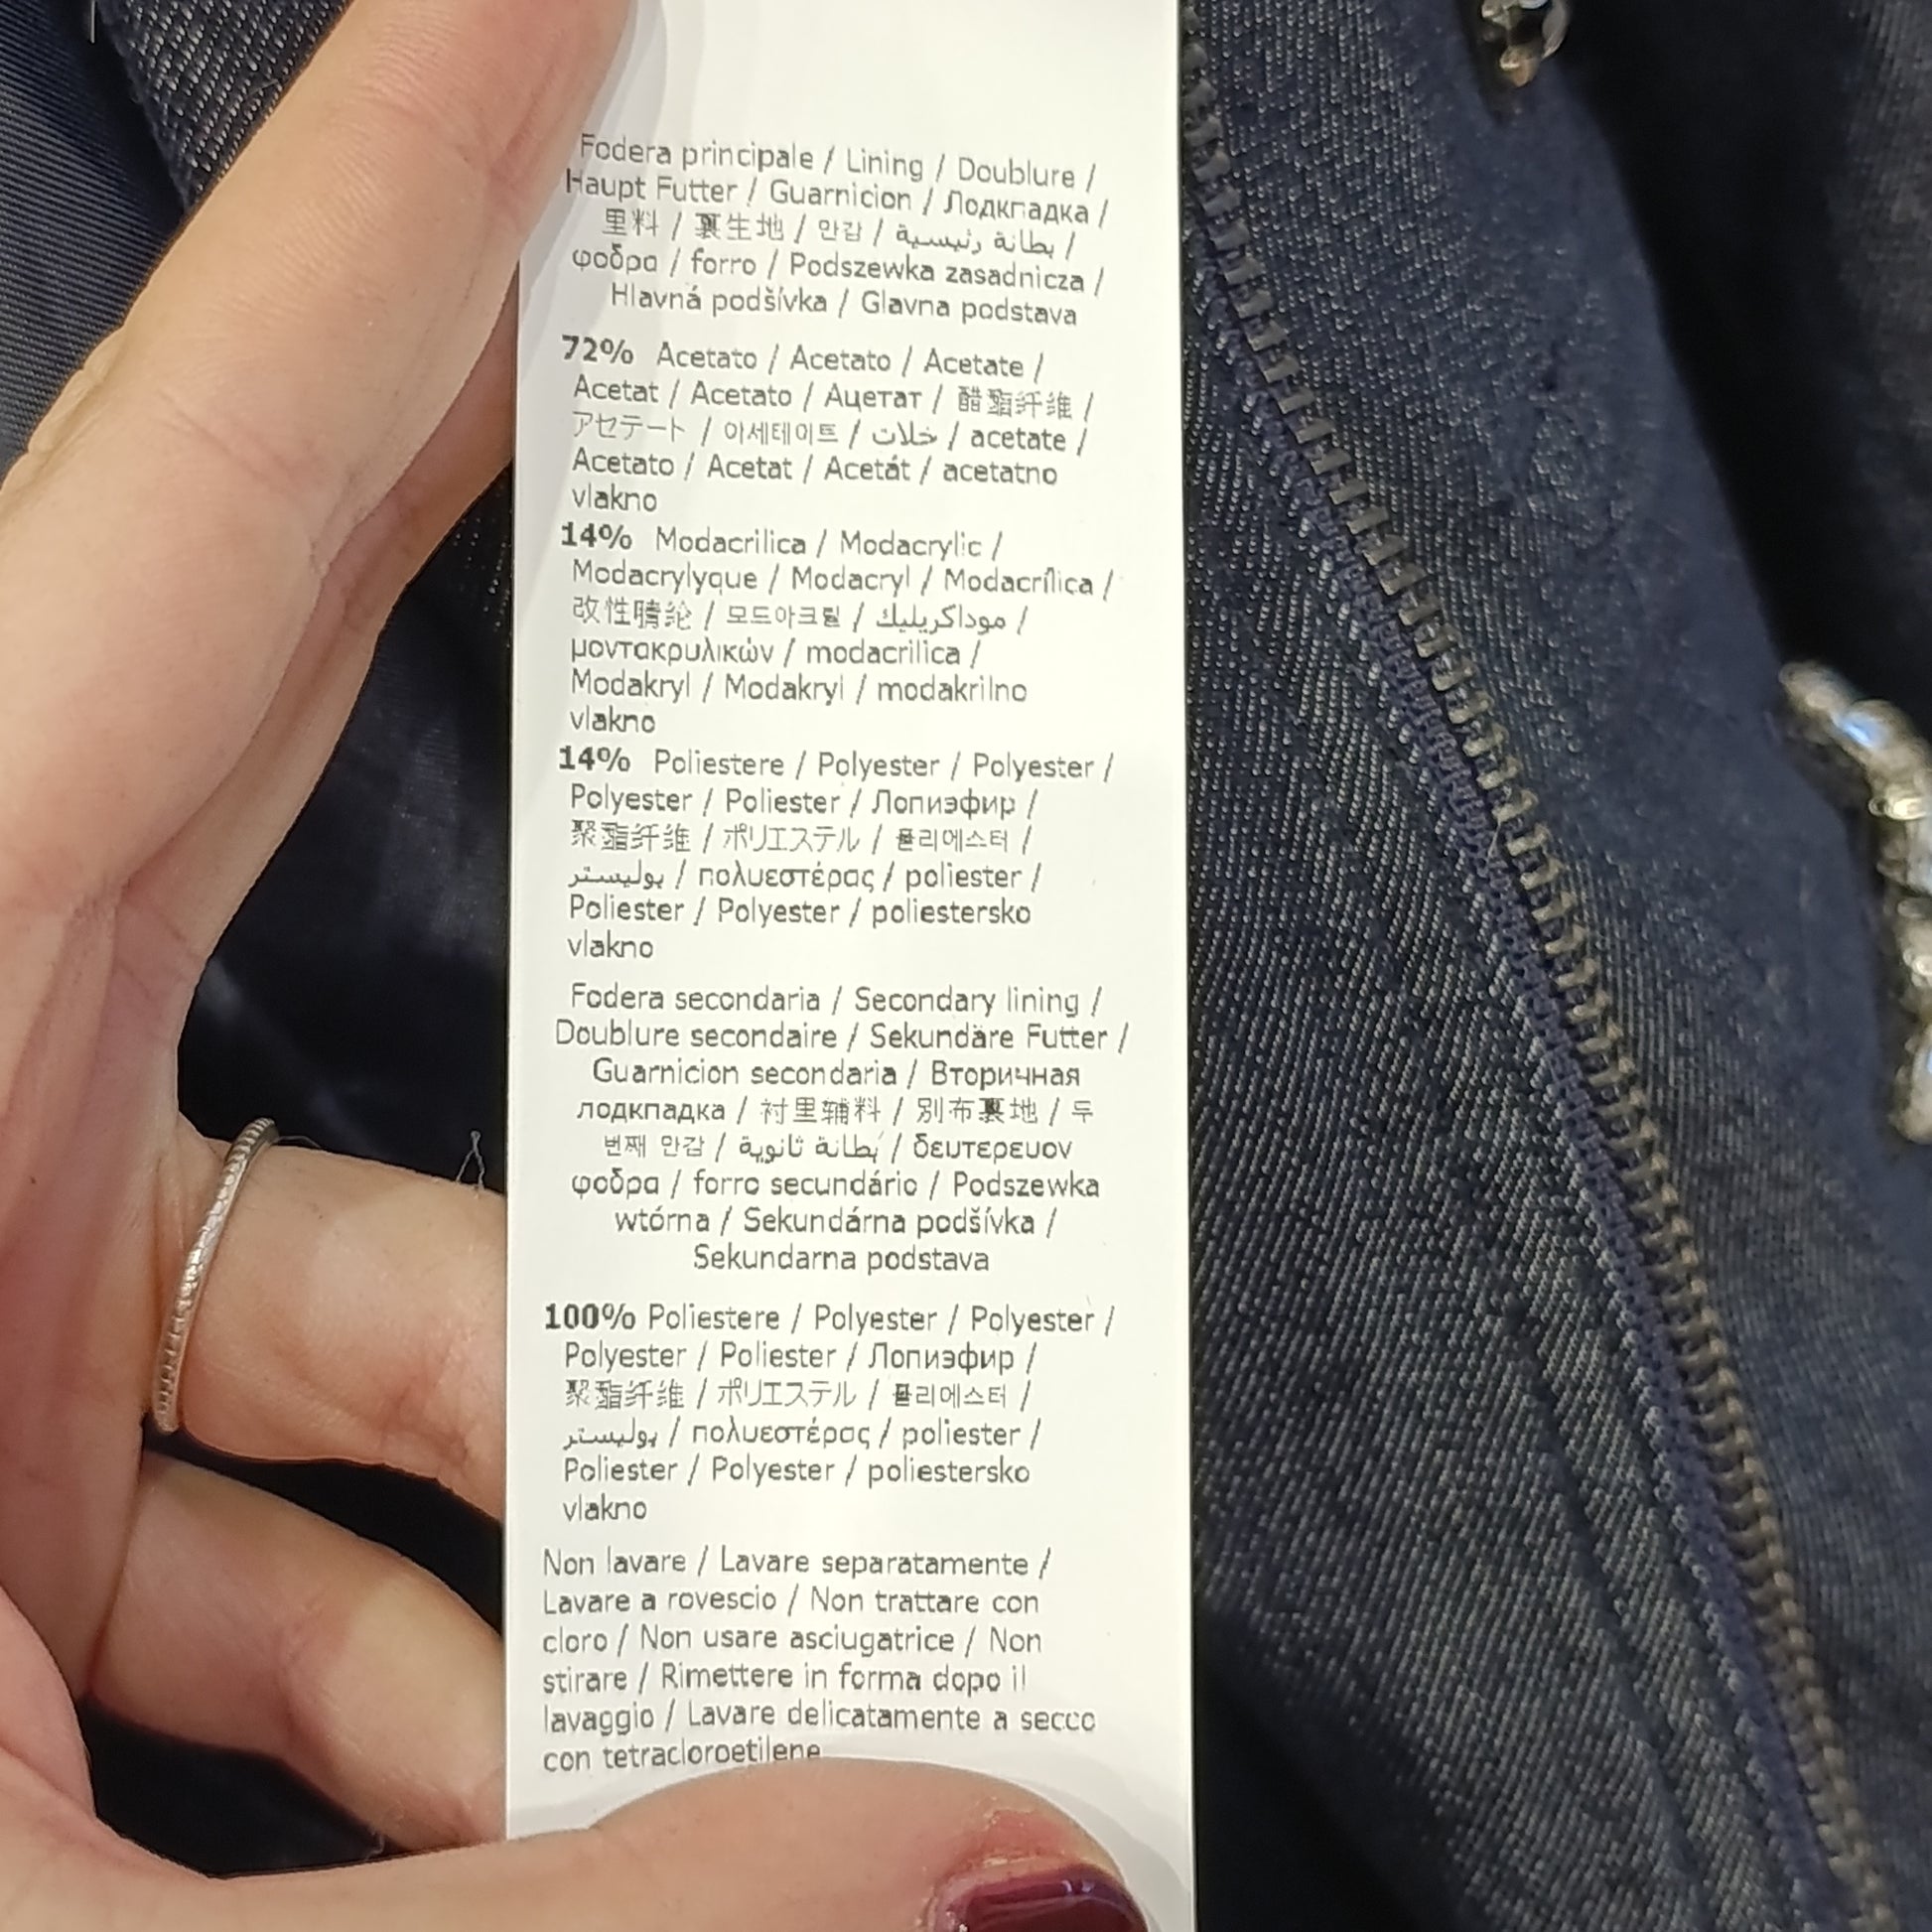 Fodera principale / Lining / Doublure /
Haupt Futter / Guarnicion / Лодкпадка /
里料 / 裏生地 / 안감 / بطانة رئيسية /
φοδρα / forro / Podszewka zasadnicza /
Hlavná podšívka / Glavna podstava
72% Acetato / Acetato / Acetate /
Acetat / Acetato / Ацетат / 醋酯纤维 /
アセテート / 아세테이트 / خلات / acetate /
Acetato / Acetat / Acetát / acetatno
vlakno
14% Modacrilica / Modacrylic /
Modacrylyque / Modacryl / Modacrílica /
改性腈纶 / 모드아크릴 / موداكريليك /
μοντακρυλικών / modacrilica /
Modakryl / Modakryl / modakrilno
vlakno
14% Poliestere / Polyester / Polyester /
Polyester / Poliester / Лопиэфир /
聚酯纤维 / ポリエステル / 폴리에스터 /
بوليستر / πολυεστέρας / poliester /
Poliester / Polyester / poliestersko
vlakno
Fodera secondaria / Secondary lining /
Doublure secondaire / Sekundäre Futter /
Guarnicion secondaria / Вторичная
лодкпадка / 衬里辅料 / 別布裏地 / 두
번째 안감 / بطانة ثانوية / δευτερευον
φοδρα / forro secundário / Podszewka
wtórna / Sekundárna podšívka /
Sekundarna podstava
100% Poliestere / Polyester / Polyester /
Polyester / Poliester / Лопиэфир /
聚酯纤维 / ポリエステル / 폴리에스터 /
بوليستر / πολυεστέρας / poliester /
Poliester / Polyester / poliestersko
vlakno
Non lavare / Lavare separatamente /
Lavare a rovescio / Non trattare con
cloro / Non usare asciugatrice / Non
stirare / Rimettere in forma dopo il
lavaggio / Lavare delicatamente a secco
con tetracloroetilene